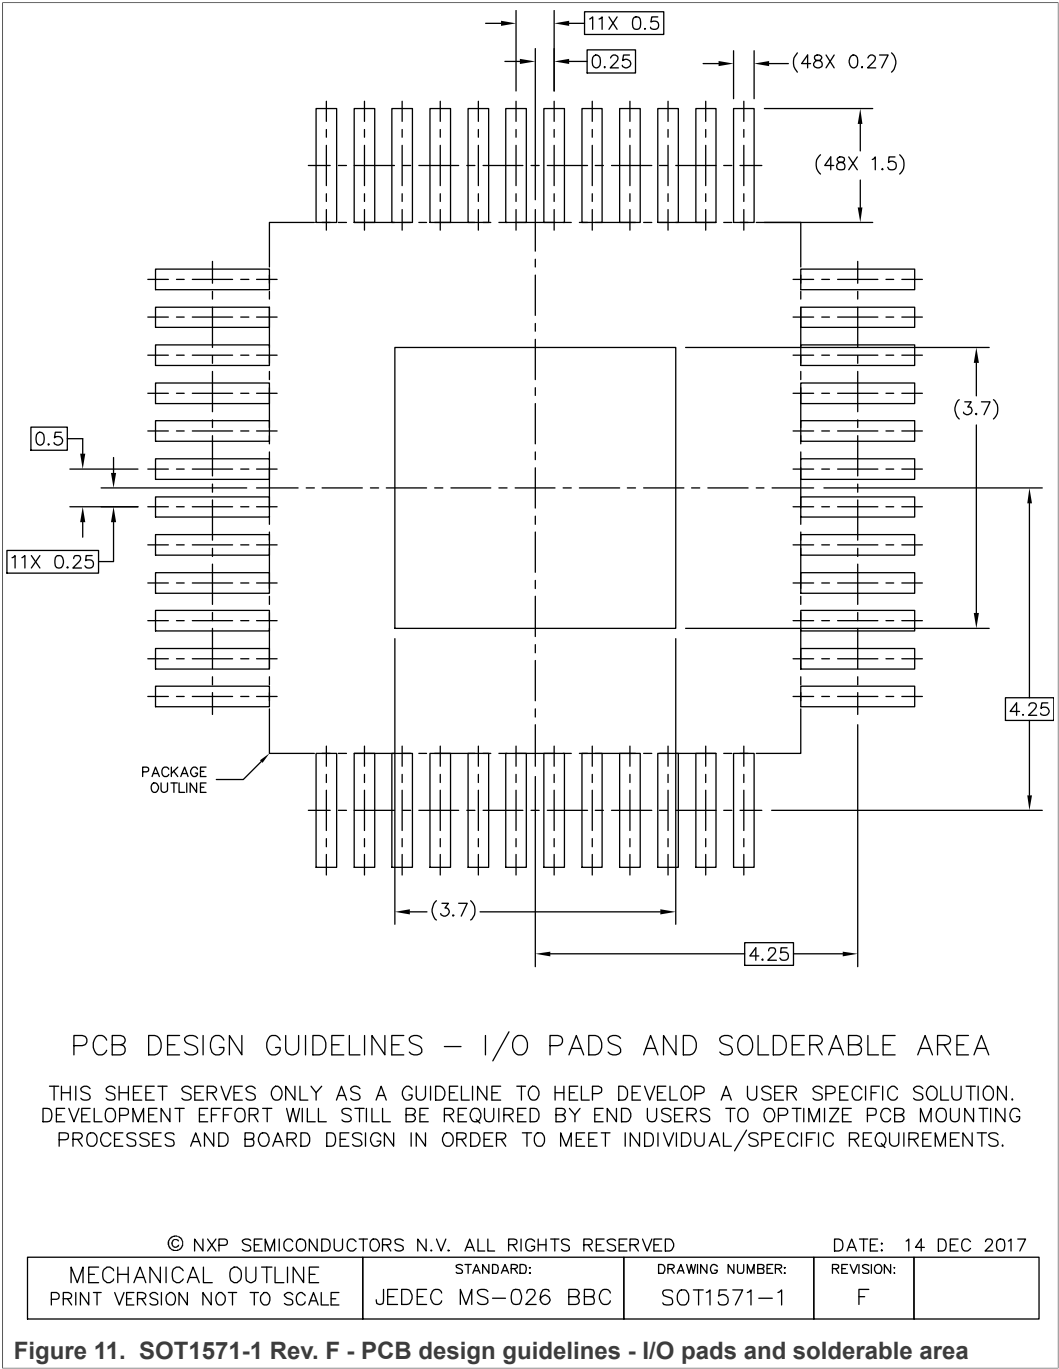 11X 0.5
0.25
(48X 0.27)
(48X 1.5)
(3.7)
0.5
11X 0.25
4.25
PACKAGE
OUTLINE
(3.7)
4.25
PCB DESIGN GUIDELINES – I/O PADS AND SOLDERABLE AREA
THIS SHEET SERVES ONLY AS A GUIDELINE TO HELP DEVELOP A USER SPECIFIC SOLUTION.
DEVELOPMENT EFFORT WILL STILL BE REQUIRED BY END USERS TO OPTIMIZE PCB MOUNTING
PROCESSES AND BOARD DESIGN IN ORDER TO MEET INDIVIDUAL/SPECIFIC REQUIREMENTS.
© NXP SEMICONDUCTORS N.V. ALL RIGHTS RESERVED
DATE: 14 DEC 2017
MECHANICAL OUTLINE
PRINT VERSION NOT TO SCALE
STANDARD:
JEDEC MS–026 BBC
DRAWING NUMBER:
SOT1571–1
REVISION:
F
Figure 11. SOT1571-1 Rev. F - PCB design guidelines - I/O pads and solderable area